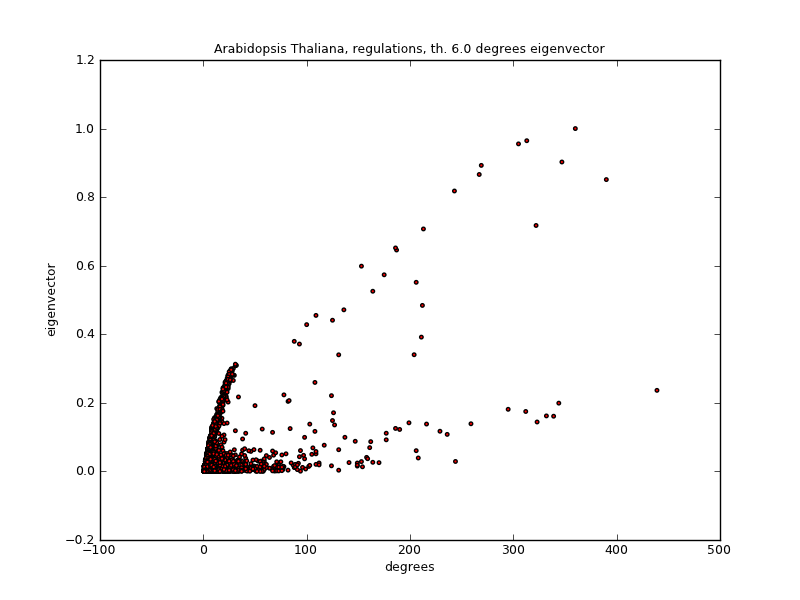 Arabidopsis Thaliana, regulations, th. 6.0 degrees eigenvector
1.2
1.0
0.8
0.6
0.4
0.2
0.0
−0.2
eigenvector
−100 0 100 200 300 400 500
degrees